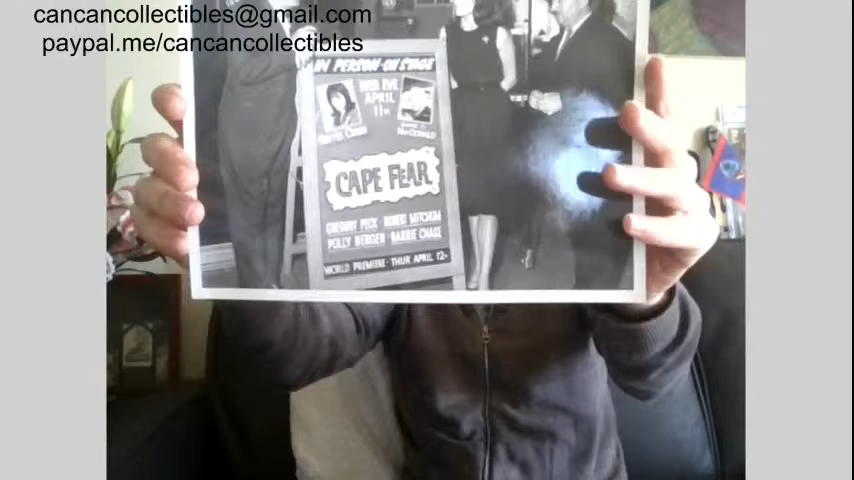 cancancollectibles@gmail.com
paypal.me/cancancollectibles
IN PERSON ON STAGE
WED EVE
APRIL
11TH
CAPE FEAR
GREGORY PECK · ROBERT MITCHUM
POLLY BERGEN · BARRIE CHASE
WORLD PREMIERE · THUR APRIL 12TH